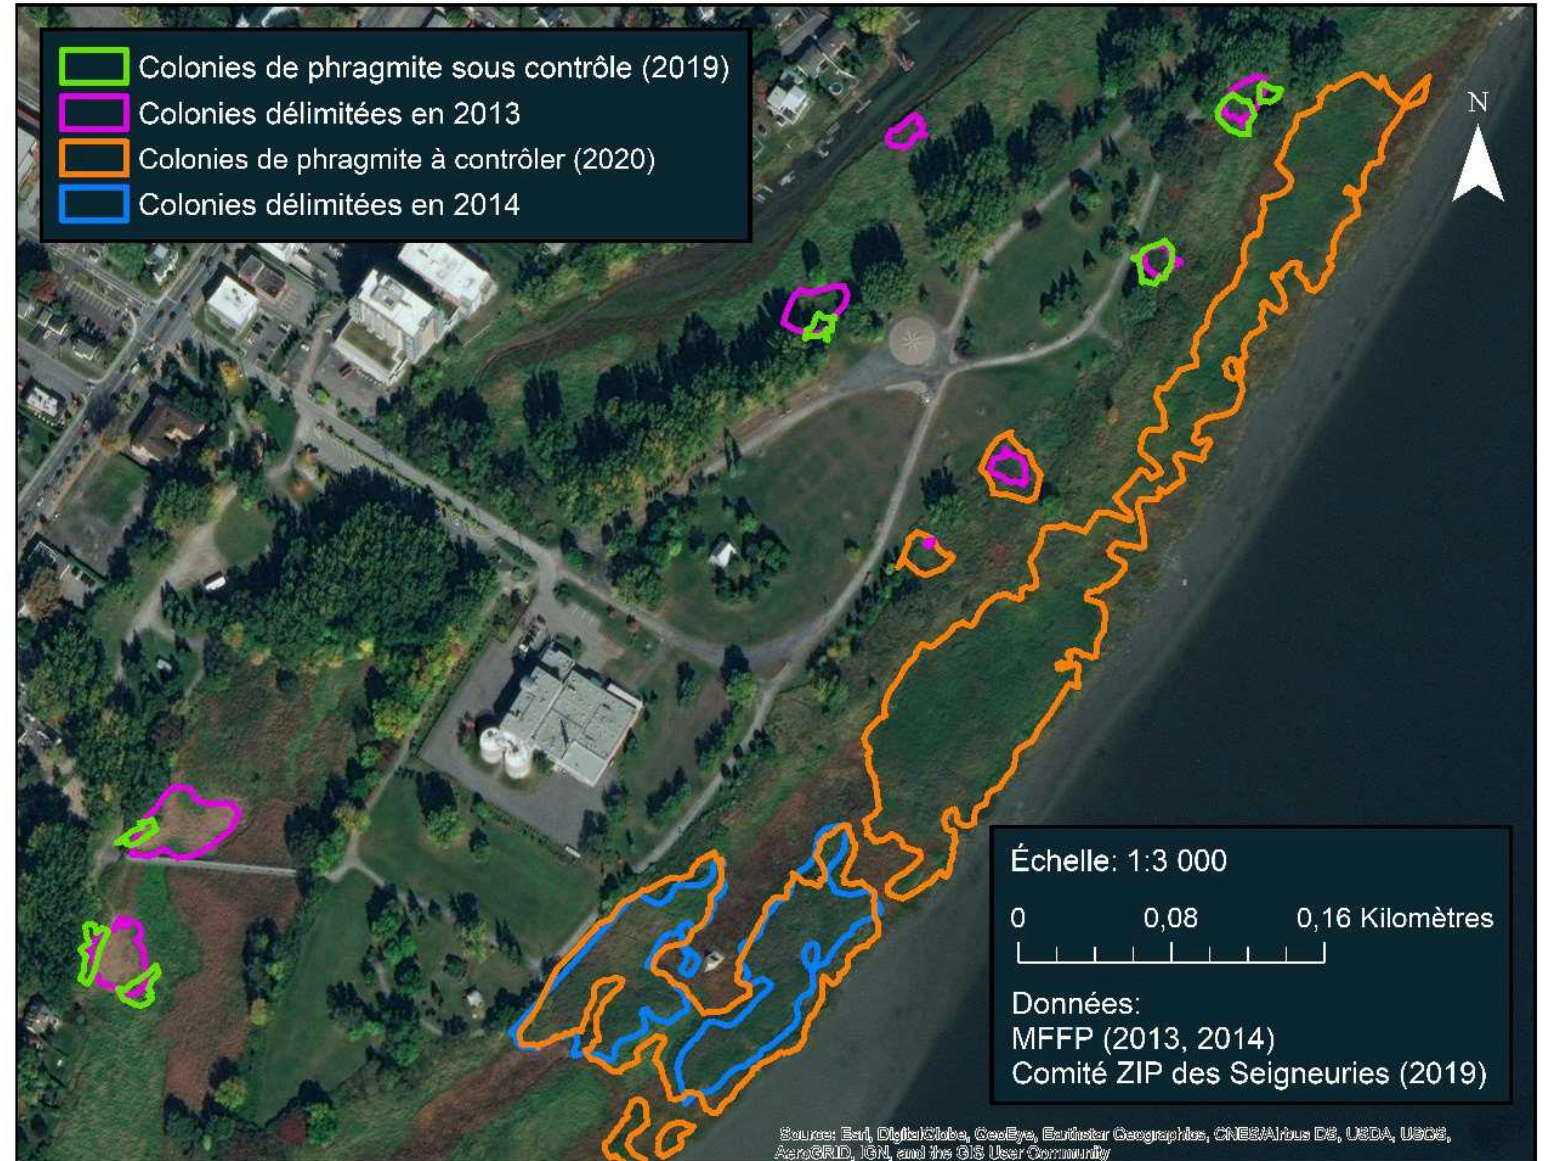 Colonies de phragmite sous contrôle (2019)
Colonies délimitées en 2013
Colonies de phragmite à contrôler (2020)
Colonies délimitées en 2014
N
Échelle: 1:3 000
0 0,08 0,16 Kilomètres
Données:
MFFP (2013, 2014)
Comité ZIP des Seigneuries (2019)
Source: Esri, DigitalGlobe, GeoEye, Earthstar Geographics, CNES/Airbus DS, USDA, USGS,
AeroGRID, IGN, and the GIS User Community